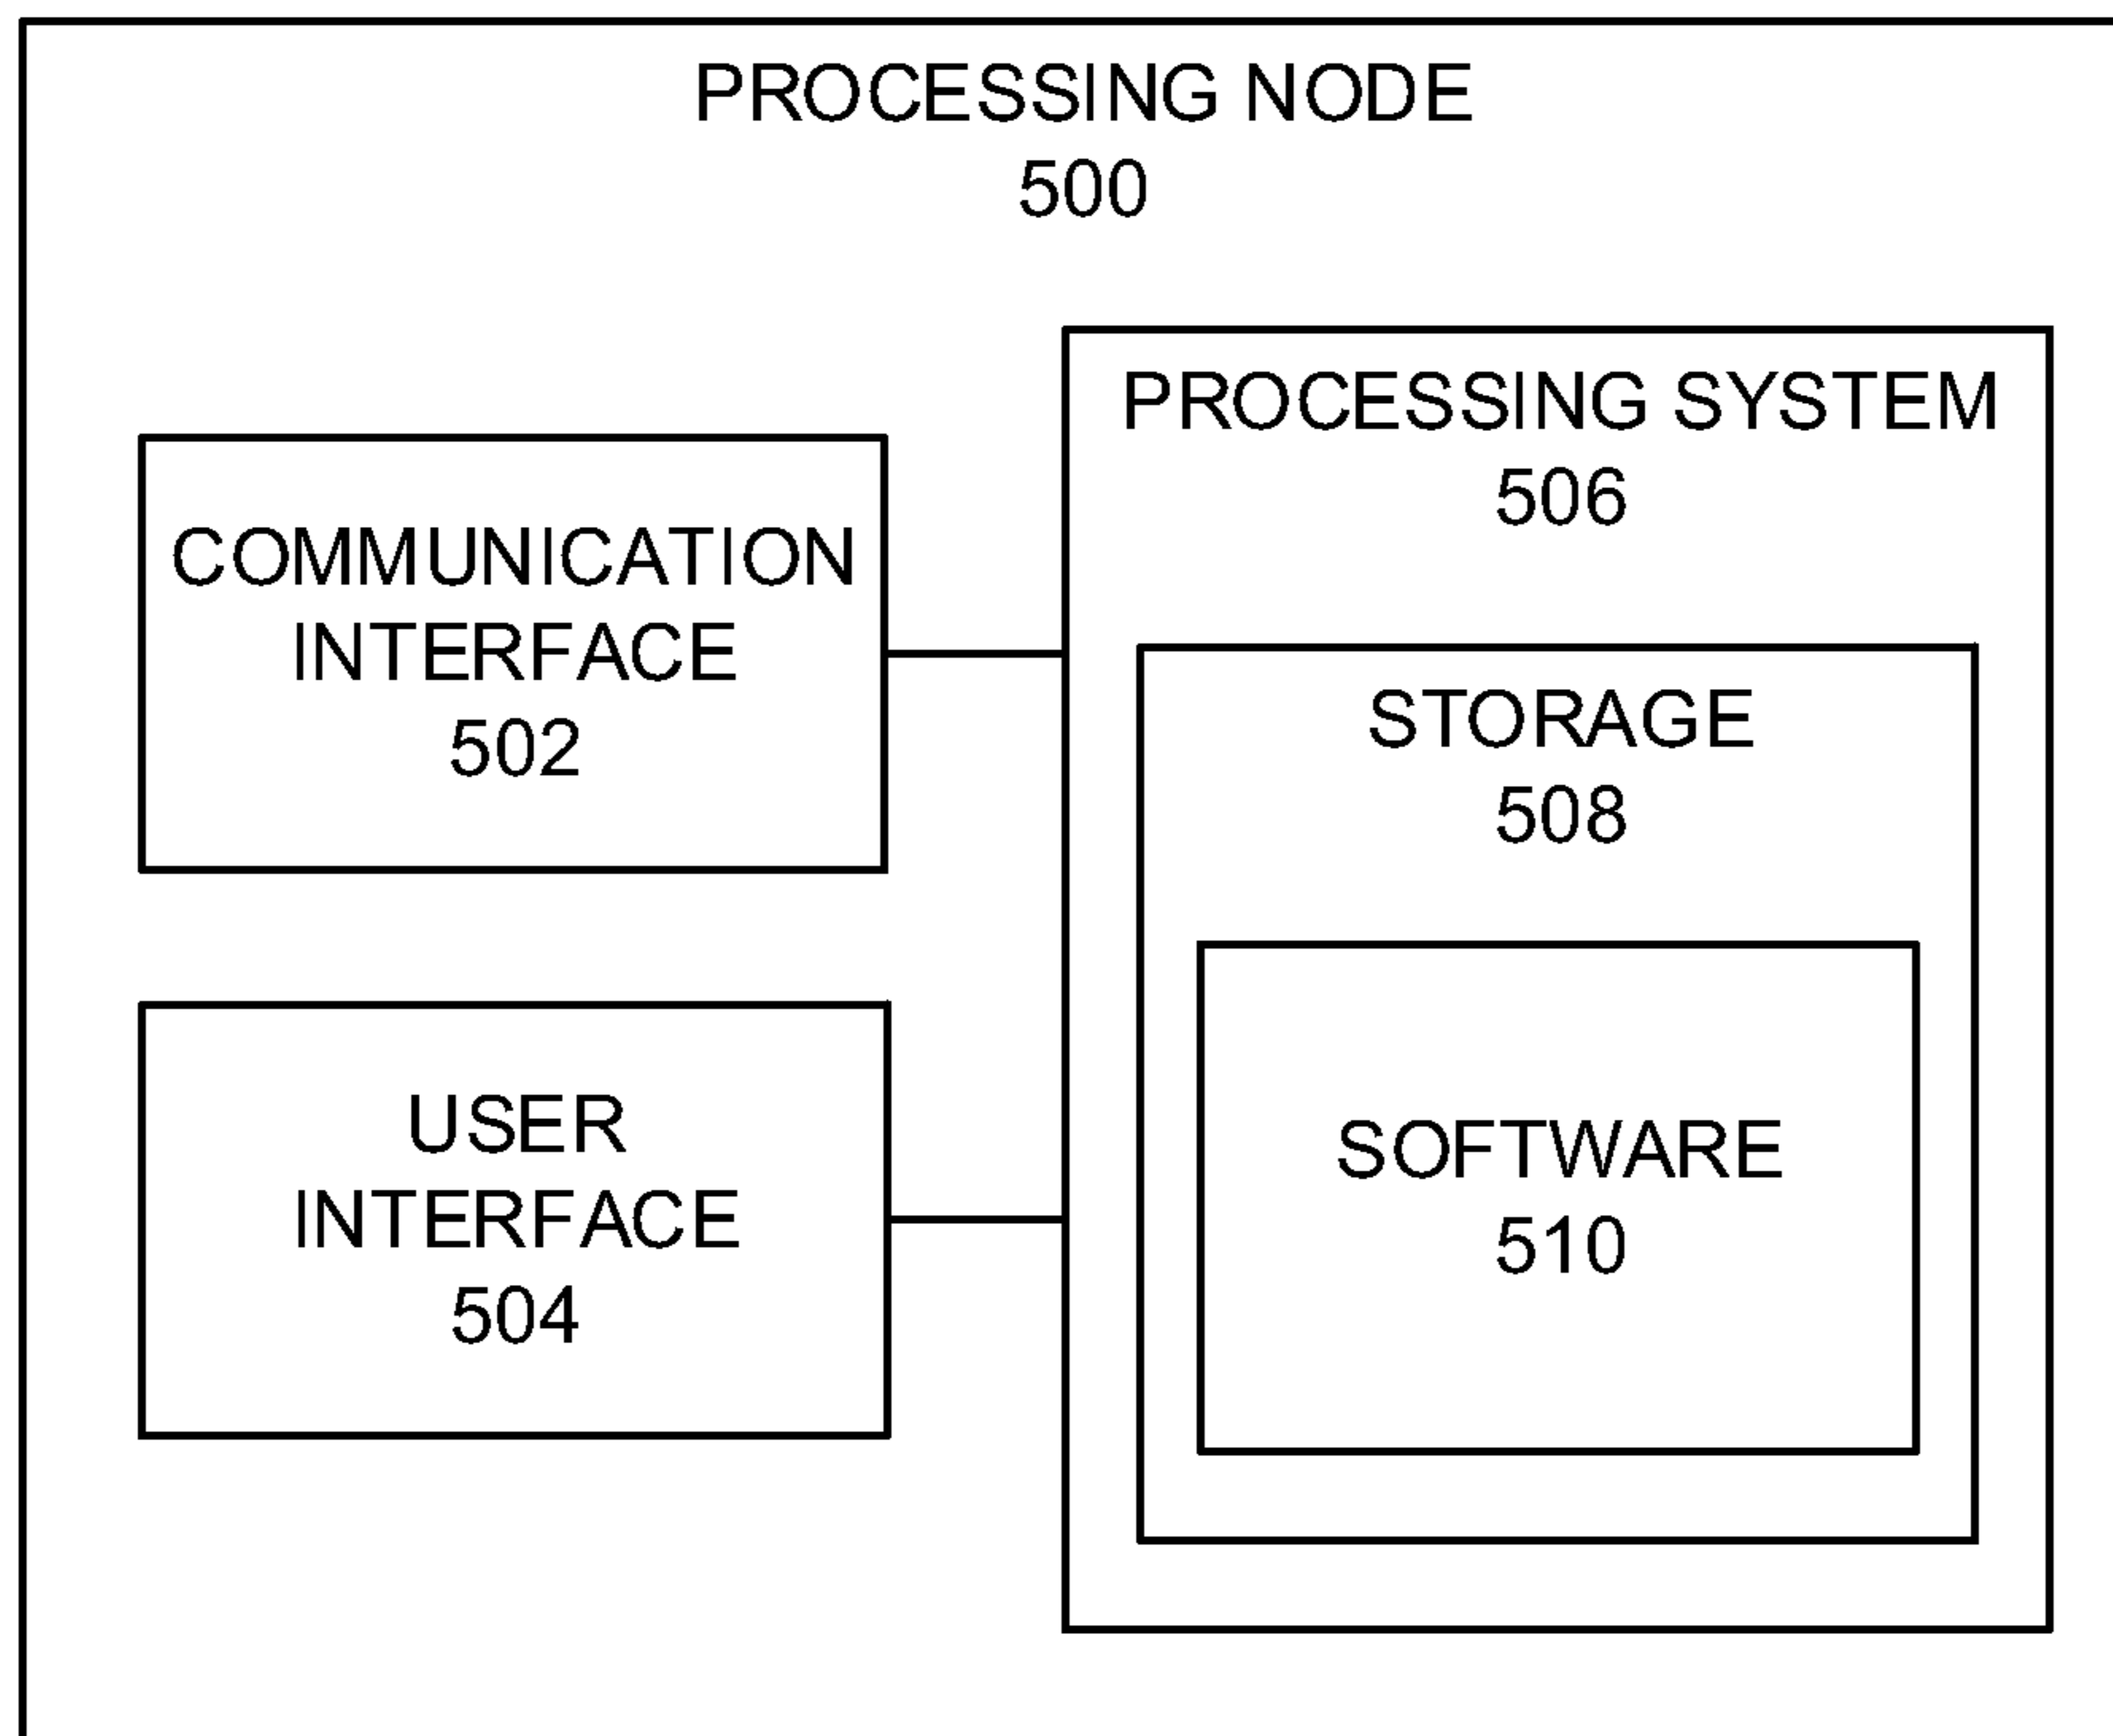 PROCESSING NODE
500
PROCESSING SYSTEM
506
COMMUNICATION
INTERFACE
502
STORAGE
508
USER
INTERFACE
504
SOFTWARE
510